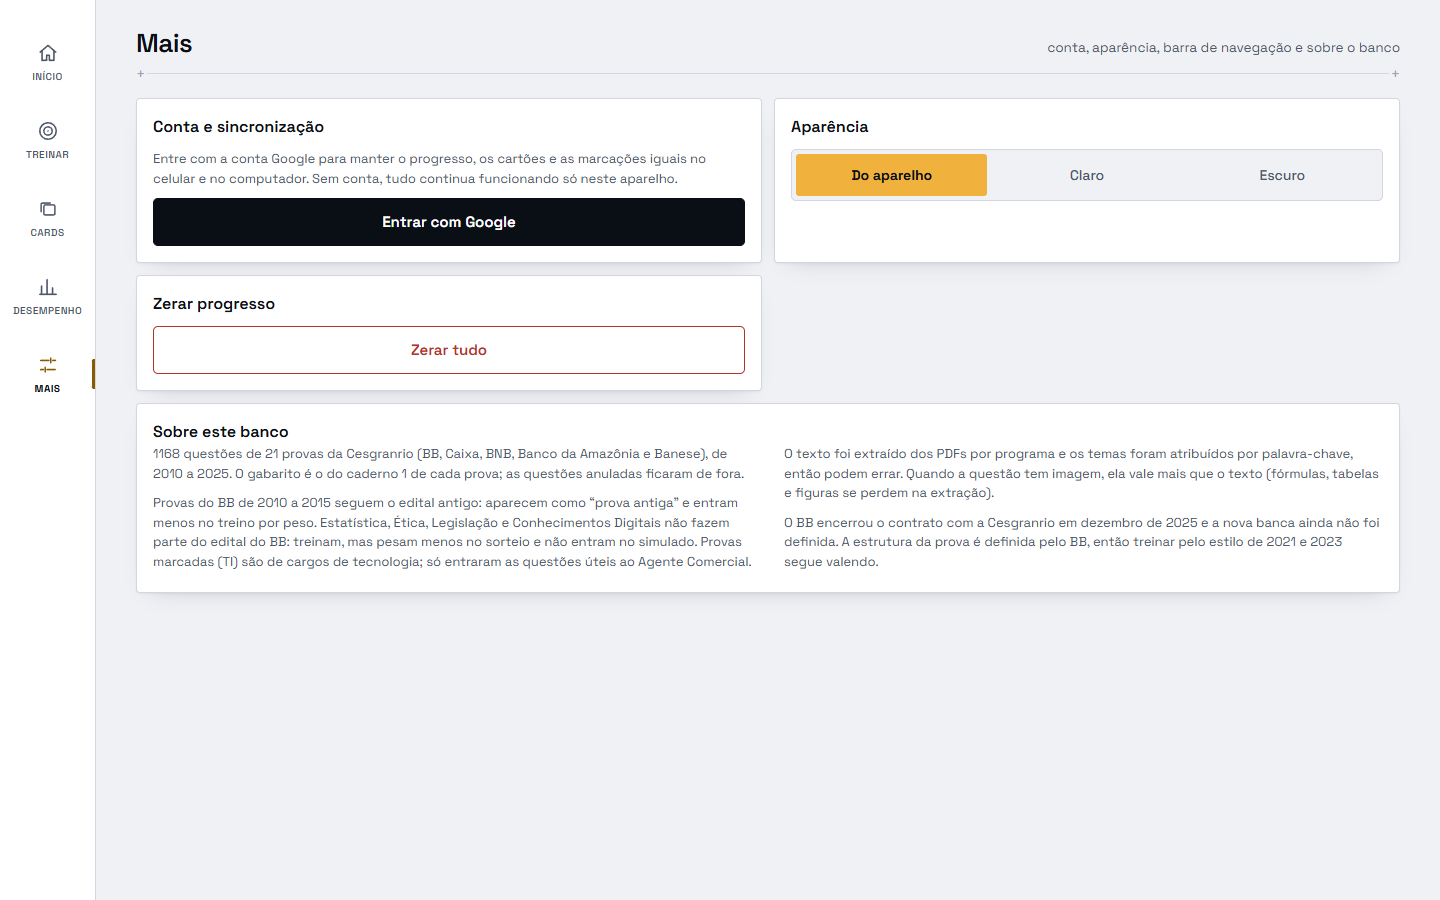 INÍCIO
TREINAR
CARDS
DESEMPENHO
MAIS
Mais
conta, aparência, barra de navegação e sobre o banco
Conta e sincronização
Entre com a conta Google para manter o progresso, os cartões e as marcações iguais no
celular e no computador. Sem conta, tudo continua funcionando só neste aparelho.
Entrar com Google
Aparência
Do aparelho
Claro
Escuro
Zerar progresso
Zerar tudo
Sobre este banco
1168 questões de 21 provas da Cesgranrio (BB, Caixa, BNB, Banco da Amazônia e Banese), de
2010 a 2025. O gabarito é o do caderno 1 de cada prova; as questões anuladas ficaram de fora.
Provas do BB de 2010 a 2015 seguem o edital antigo: aparecem como “prova antiga” e entram
menos no treino por peso. Estatística, Ética, Legislação e Conhecimentos Digitais não fazem
parte do edital do BB: treinam, mas pesam menos no sorteio e não entram no simulado. Provas
marcadas (TI) são de cargos de tecnologia; só entraram as questões úteis ao Agente Comercial.
O texto foi extraído dos PDFs por programa e os temas foram atribuídos por palavra-chave,
então podem errar. Quando a questão tem imagem, ela vale mais que o texto (fórmulas, tabelas
e figuras se perdem na extração).
O BB encerrou o contrato com a Cesgranrio em dezembro de 2025 e a nova banca ainda não foi
definida. A estrutura da prova é definida pelo BB, então treinar pelo estilo de 2021 e 2023
segue valendo.